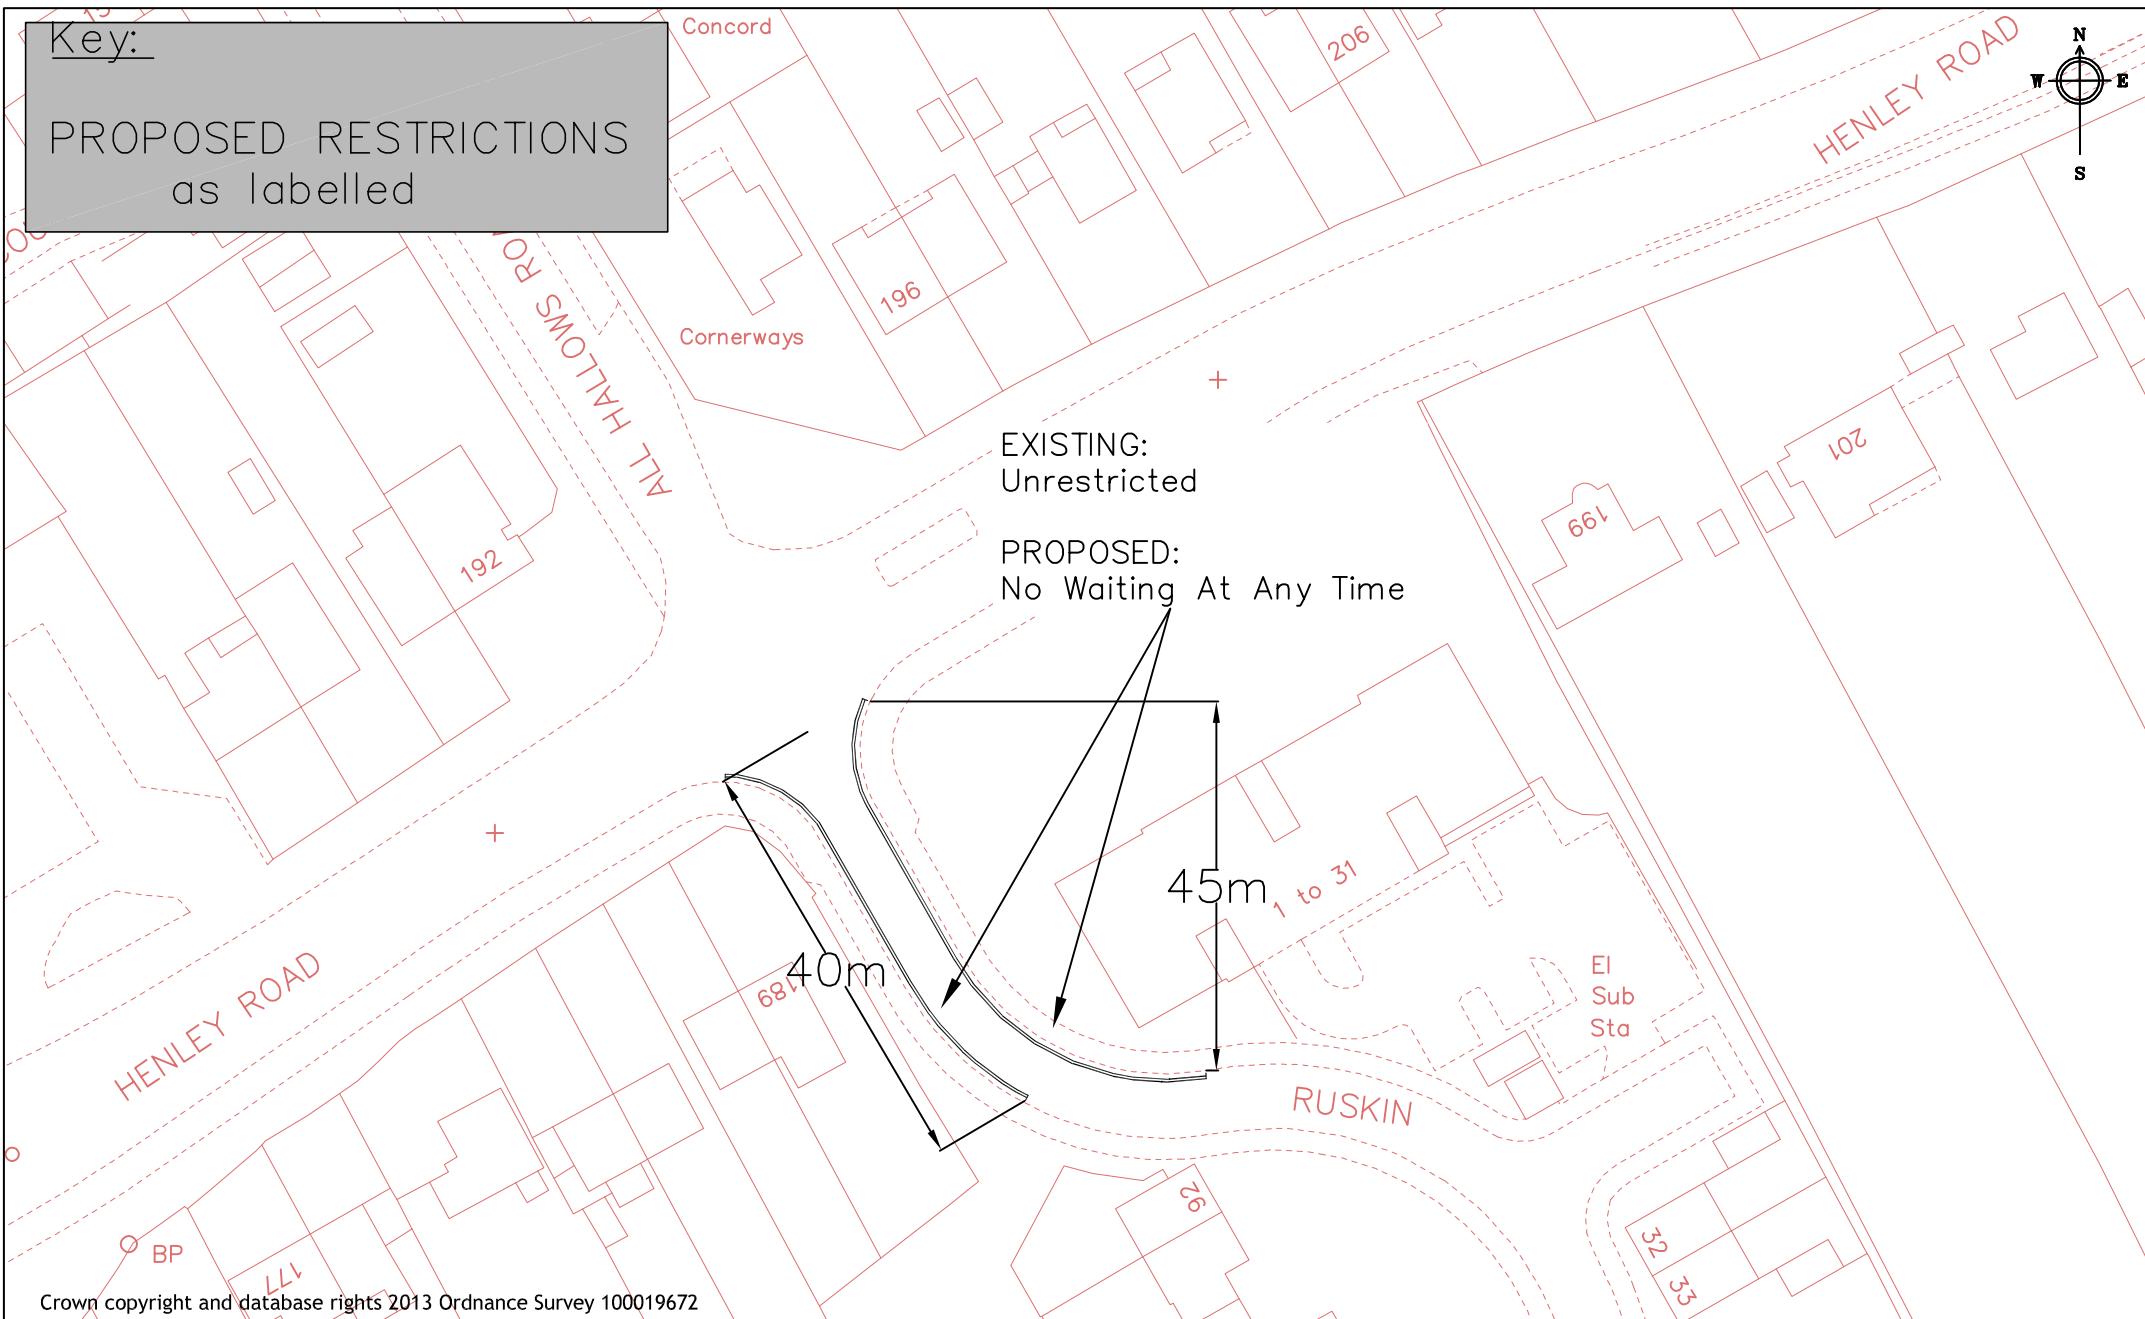 Key:
PROPOSED RESTRICTIONS
as labelled
Concord
206
HENLEY ROAD
N
W
E
S
ALL HALLOWS
196
Cornerways
EXISTING:
Unrestricted
PROPOSED:
No Waiting At Any Time
192
201
199
45m
1 to 31
40m
189
El
Sub
Sta
HENLEY ROAD
RUSKIN
92
32
33
BP
177
Crown copyright and database rights 2013 Ordnance Survey 100019672